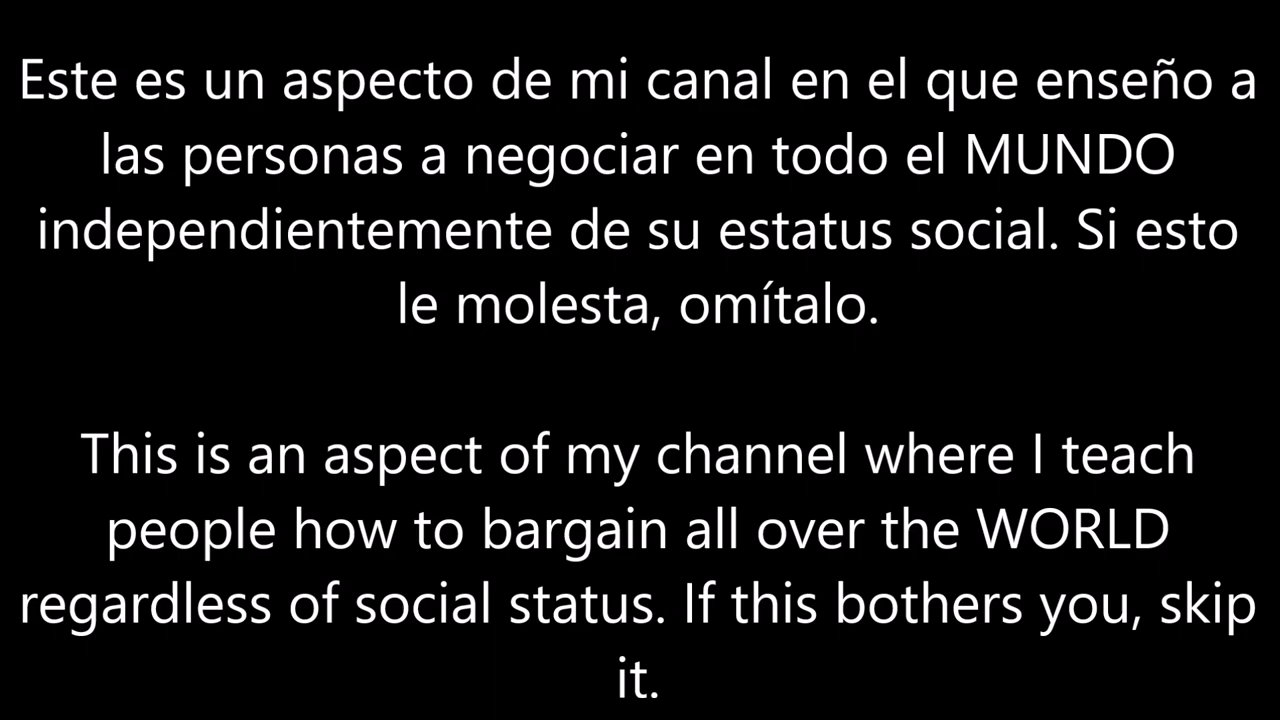 Este es un aspecto de mi canal en el que enseño a
las personas a negociar en todo el MUNDO
independientemente de su estatus social. Si esto
le molesta, omítalo.
This is an aspect of my channel where I teach
people how to bargain all over the WORLD
regardless of social status. If this bothers you, skip
it.